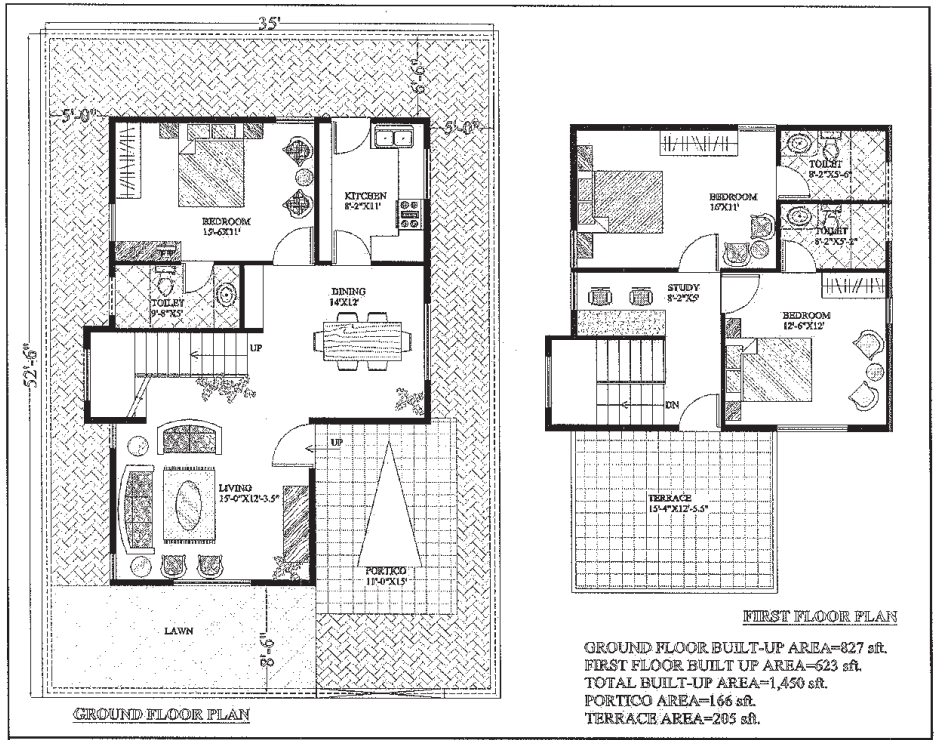 35'
6'-6"
5'-0"
5'-0"
KITCHEN
8'-2"X11'
BEDROOM
15'-6X11'
TOILET
9'-8"X5'
DINING
14'X12'
UP
52'-6"
UP
LIVING
15'-0"X12'-3.5"
PORTICO
11'-0"X15'
LAWN
8'-9"
GROUND FLOOR PLAN
TOILET
8'-2"X5'-6"
BEDROOM
16'X11'
TOILET
8'-2"X5'-2"
STUDY
8'-2"X5'
BEDROOM
12'-6"X12'
DN
TERRACE
15'-4"X12'-5.5"
FIRST FLOOR PLAN
GROUND FLOOR BUILT-UP AREA=827 sft.
FIRST FLOOR BUILT UP AREA=623 sft.
TOTAL BUILT-UP AREA=1,450 sft.
PORTICO AREA=166 sft.
TERRACE AREA=205 sft.